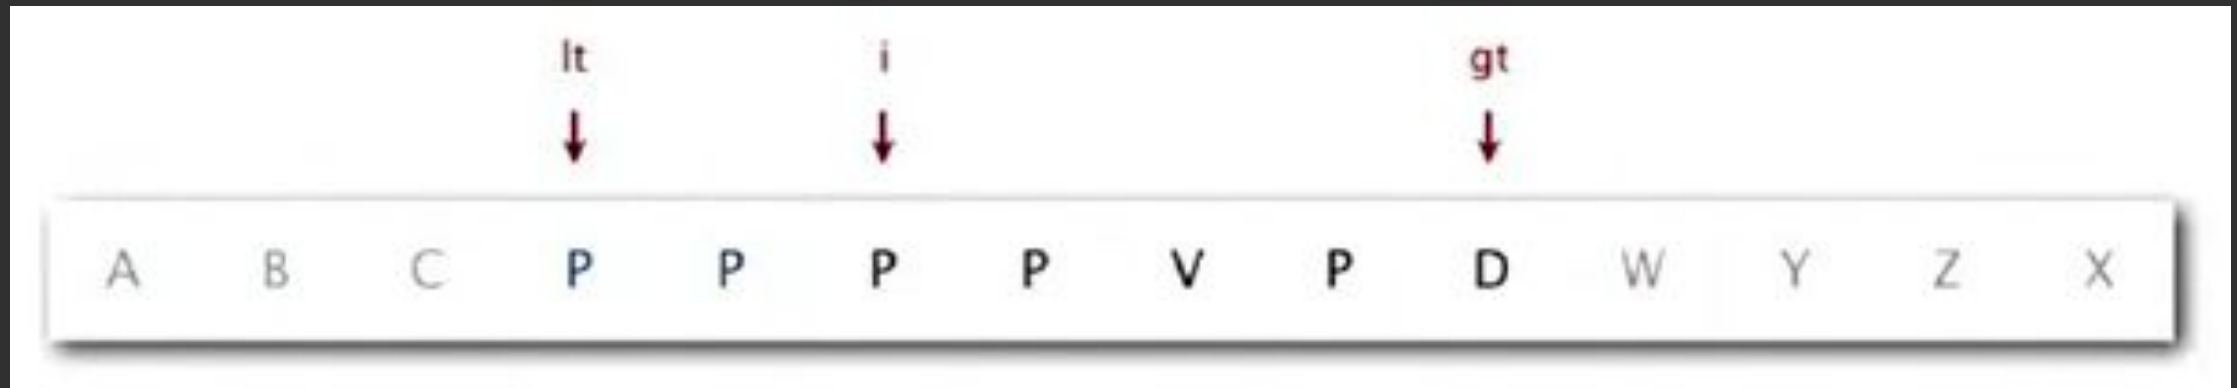 lt i gt
A B C P P P P V P D W Y Z X